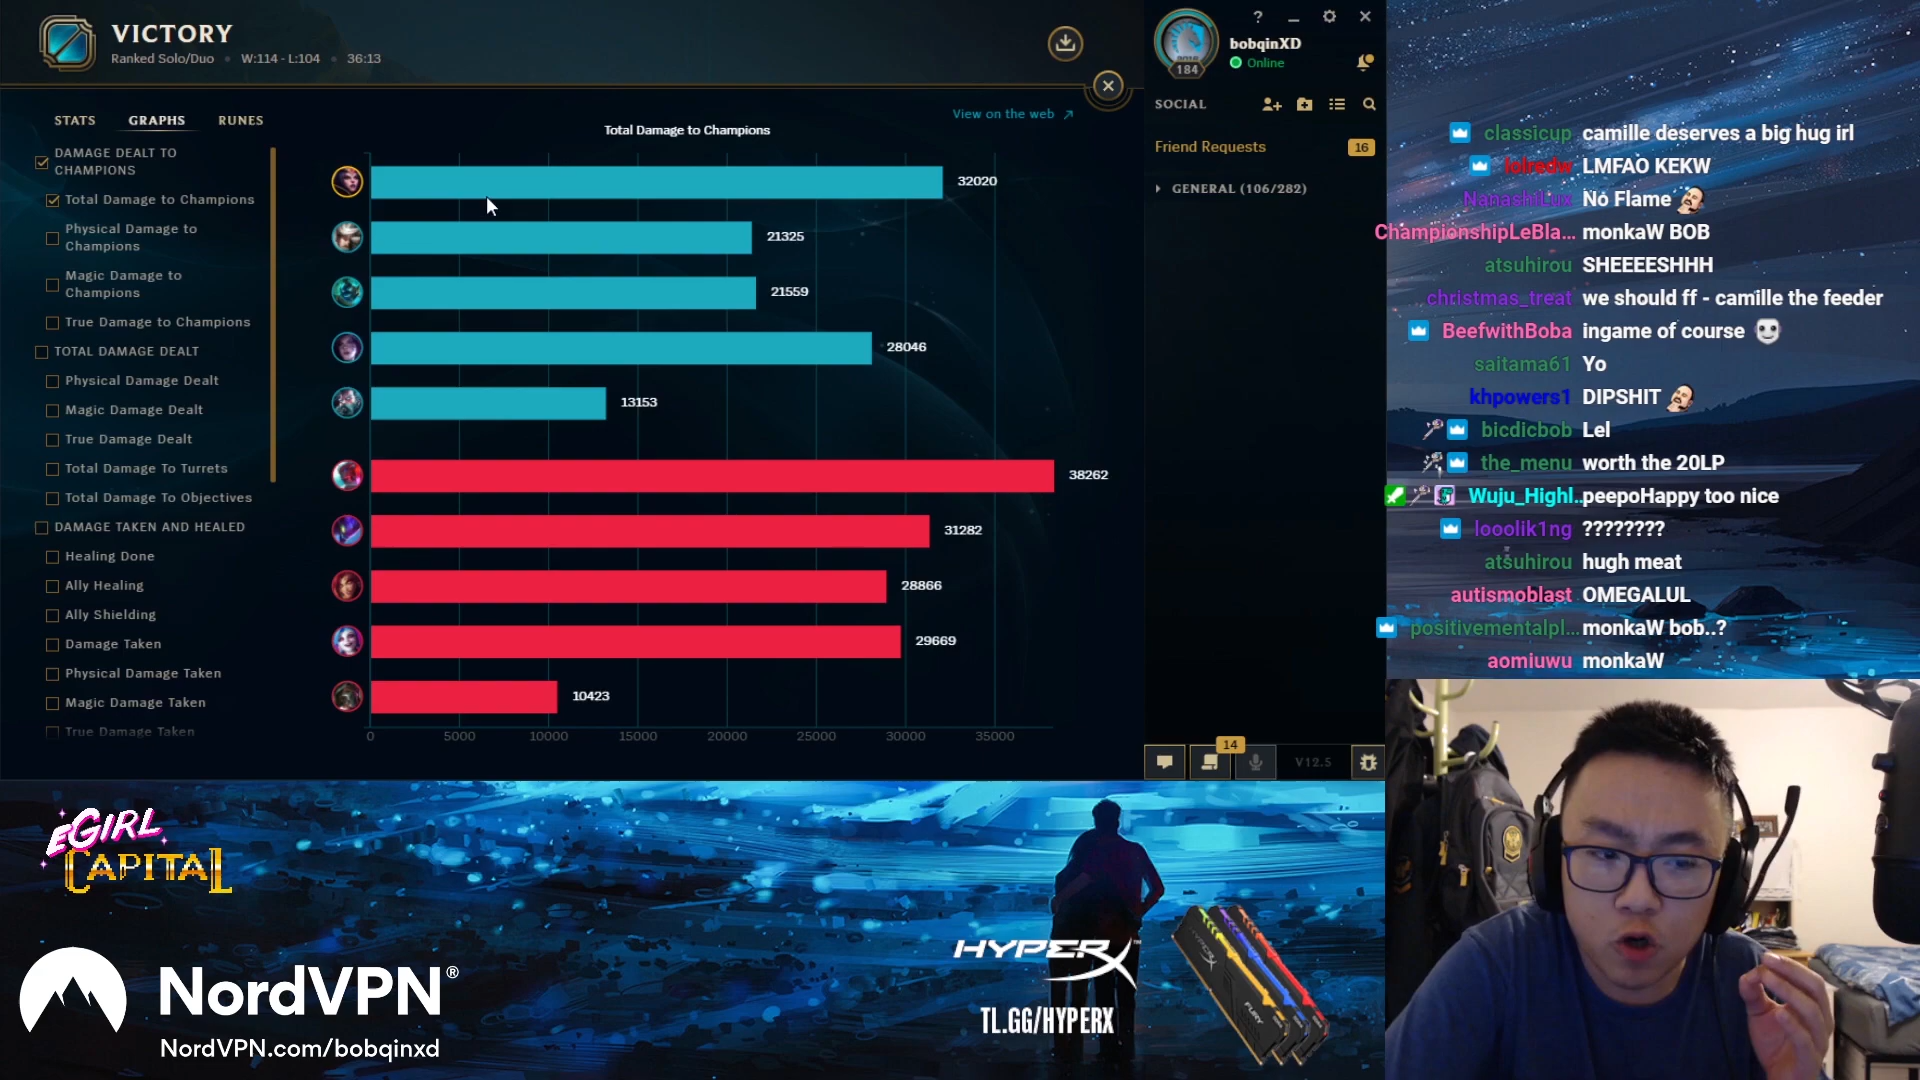 VICTORY
Ranked Solo/Duo • W:114 - L:104 • 36:13
STATS GRAPHS RUNES
View on the web
Total Damage to Champions
DAMAGE DEALT TO
CHAMPIONS
Total Damage to Champions
Physical Damage to
Champions
Magic Damage to
Champions
True Damage to Champions
TOTAL DAMAGE DEALT
Physical Damage Dealt
Magic Damage Dealt
True Damage Dealt
Total Damage To Turrets
Total Damage To Objectives
DAMAGE TAKEN AND HEALED
Healing Done
Ally Healing
Ally Shielding
Damage Taken
Physical Damage Taken
Magic Damage Taken
True Damage Taken
32020
21325
21559
28046
13153
38262
31282
28866
29669
10423
0 5000 10000 15000 20000 25000 30000 35000
?
bobqinXD
Online
184
SOCIAL
Friend Requests 16
GENERAL (106/282)
14
V12.5
classicup camille deserves a big hug irl
lolredw LMFAO KEKW
NanashiLux No Flame
ChampionshipLeBla... monkaW BOB
atsuhirou SHEEEESHHH
christmas_treat we should ff - camille the feeder
BeefwithBoba ingame of course
saitama61 Yo
khpowers1 DIPSHIT
bicdicbob Lel
the_menu worth the 20LP
Wuju_Highl... peepoHappy too nice
looolik1ng ????????
atsuhirou hugh meat
autismoblast OMEGALUL
positivementalpl... monkaW bob..?
aomiuwu monkaW
EGIRL
CAPITAL
NordVPN®
NordVPN.com/bobqinxd
HYPERX™
TL.GG/HYPERX
FURY